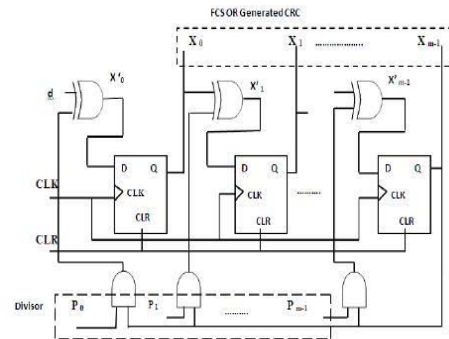 FCS OR Generated CRC
X0 X1 .................. Xm-1
d X'0 X'1 X'm-1
D Q D Q D Q
CLK CLK CLK CLK
..........
CLR CLR CLR CLR
Divisor P0 P1 .......... Pm-1